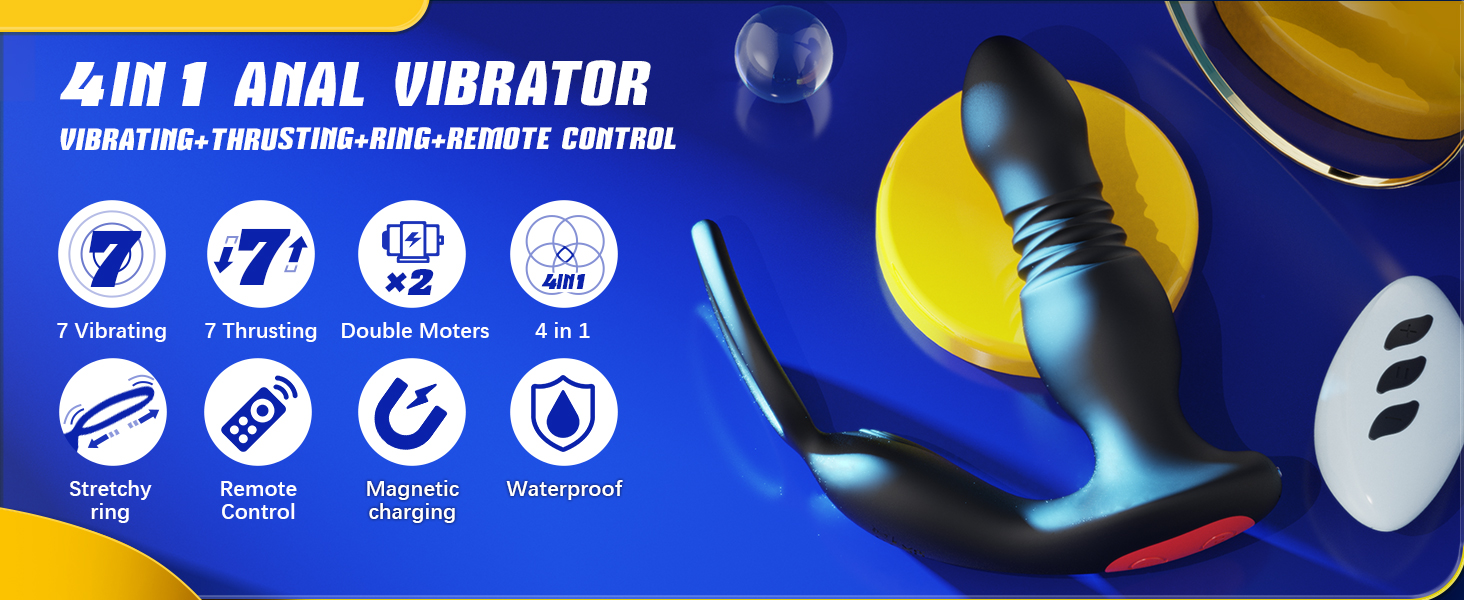 4IN1 ANAL VIBRATOR
VIBRATING+THRUSTING+RING+REMOTE CONTROL
7
7
×2
4IN1
7 Vibrating
7 Thrusting
Double Moters
4 in 1
Stretchy
ring
Remote
Control
Magnetic
charging
Waterproof